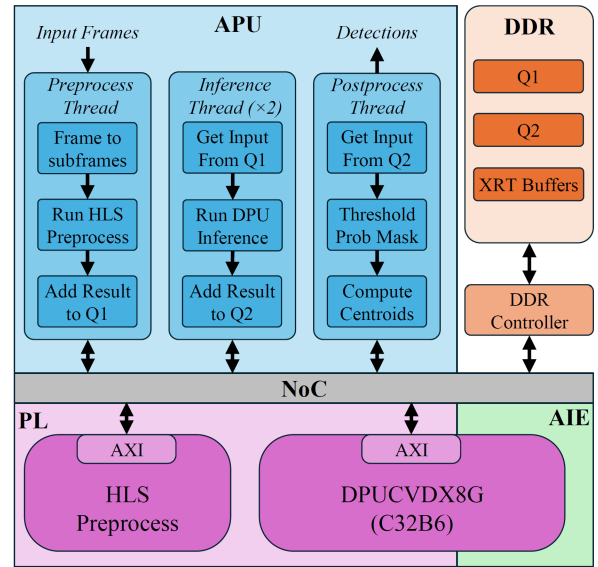 APU
DDR
Input Frames
Detections
Preprocess
Thread
Frame to
subframes
Run HLS
Preprocess
Add Result
to Q1
Inference
Thread (×2)
Get Input
From Q1
Run DPU
Inference
Add Result
to Q2
Postprocess
Thread
Get Input
From Q2
Threshold
Prob Mask
Compute
Centroids
Q1
Q2
XRT Buffers
DDR
Controller
NoC
PL
AIE
AXI
HLS
Preprocess
AXI
DPUCVDX8G
(C32B6)